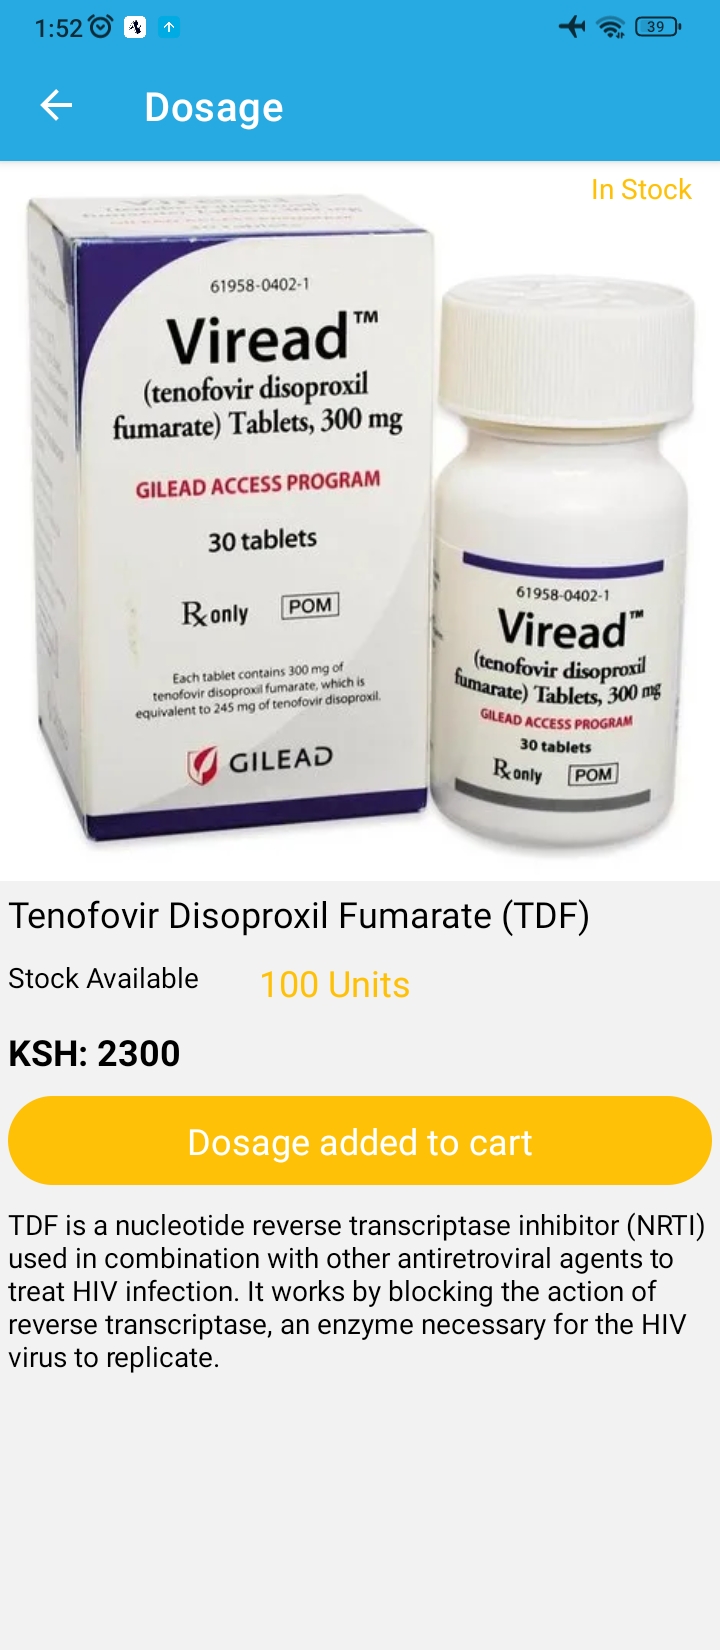 1:52
39
Dosage
In Stock
61958-0402-1
Viread™
(tenofovir disoproxil
fumarate) Tablets, 300 mg
GILEAD ACCESS PROGRAM
30 tablets
Rx only
POM
Each tablet contains 300 mg of
tenofovir disoproxil fumarate, which is
equivalent to 245 mg of tenofovir disoproxil.
GILEAD
61958-0402-1
Viread™
(tenofovir disoproxil
fumarate) Tablets, 300 mg
GILEAD ACCESS PROGRAM
30 tablets
Rx only
POM
Tenofovir Disoproxil Fumarate (TDF)
Stock Available 100 Units
KSH: 2300
Dosage added to cart
TDF is a nucleotide reverse transcriptase inhibitor (NRTI)
used in combination with other antiretroviral agents to
treat HIV infection. It works by blocking the action of
reverse transcriptase, an enzyme necessary for the HIV
virus to replicate.